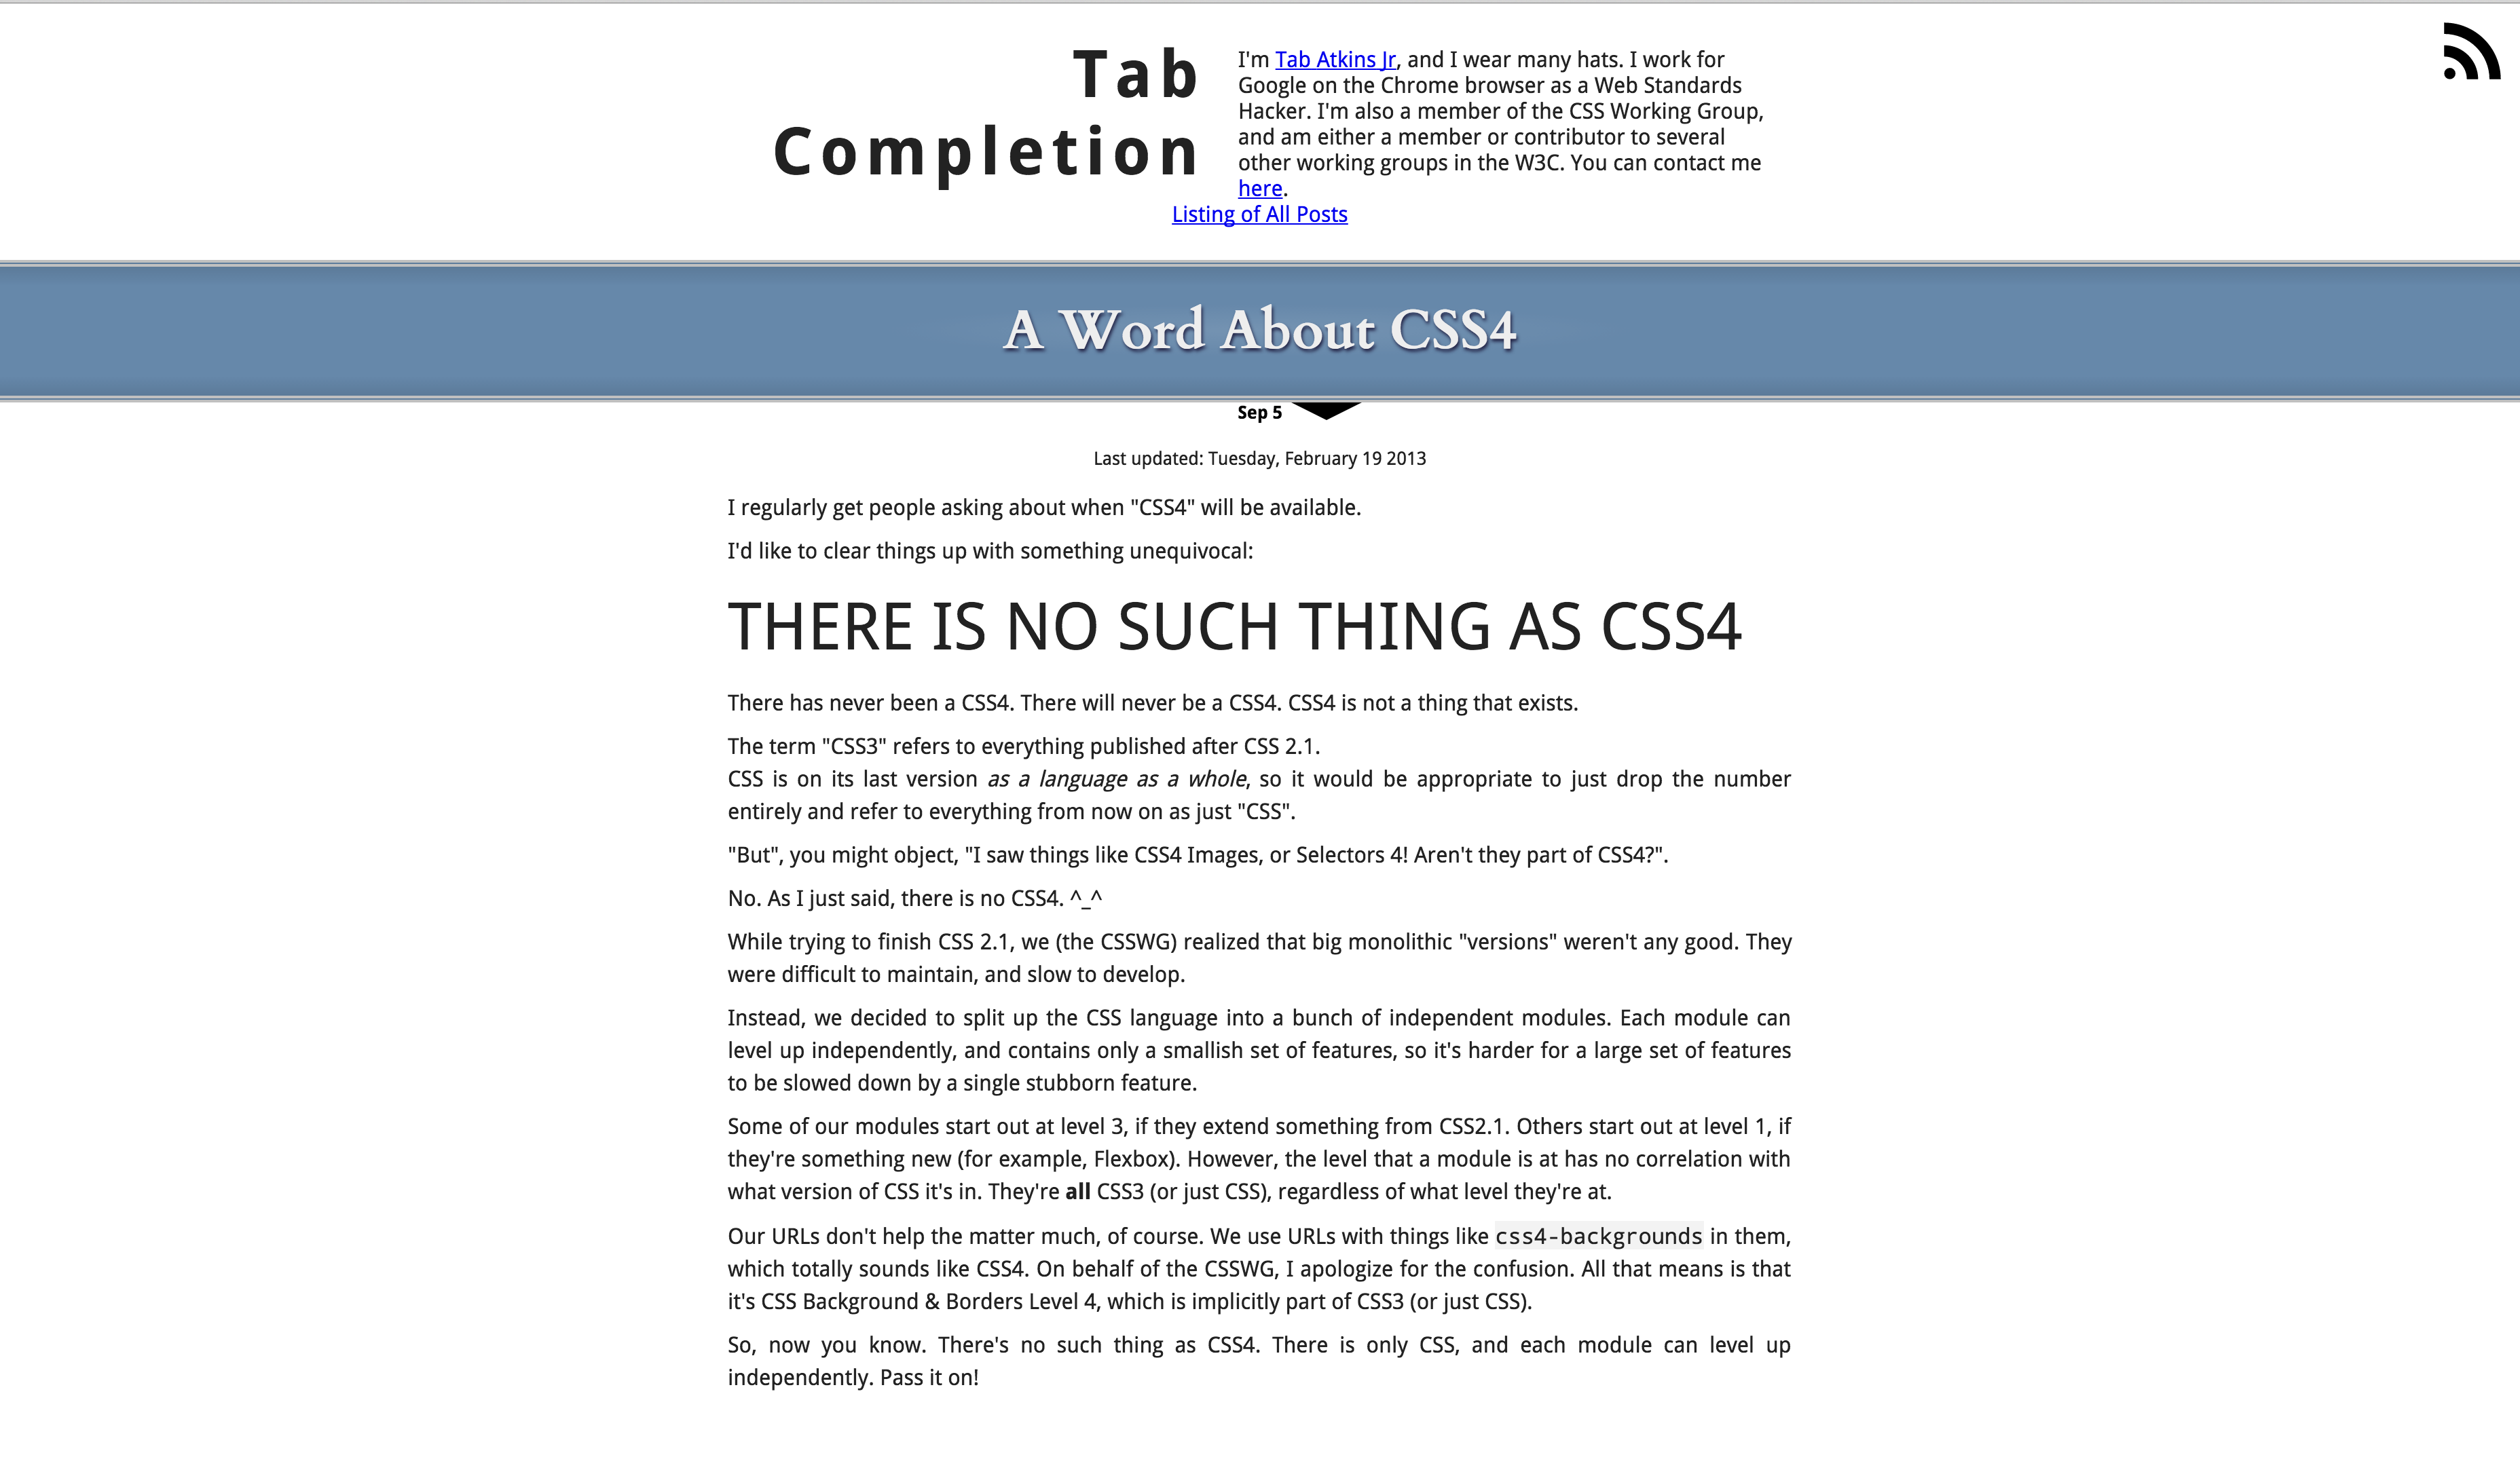 Tab
Completion
I'm Tab Atkins Jr, and I wear many hats. I work for
Google on the Chrome browser as a Web Standards
Hacker. I'm also a member of the CSS Working Group,
and am either a member or contributor to several
other working groups in the W3C. You can contact me
here.
Listing of All Posts
A Word About CSS4
Sep 5
Last updated: Tuesday, February 19 2013
I regularly get people asking about when "CSS4" will be available.
I'd like to clear things up with something unequivocal:
THERE IS NO SUCH THING AS CSS4
There has never been a CSS4. There will never be a CSS4. CSS4 is not a thing that exists.
The term "CSS3" refers to everything published after CSS 2.1.
CSS is on its last version as a language as a whole, so it would be appropriate to just drop the number
entirely and refer to everything from now on as just "CSS".
"But", you might object, "I saw things like CSS4 Images, or Selectors 4! Aren't they part of CSS4?".
No. As I just said, there is no CSS4. ^_^
While trying to finish CSS 2.1, we (the CSSWG) realized that big monolithic "versions" weren't any good. They
were difficult to maintain, and slow to develop.
Instead, we decided to split up the CSS language into a bunch of independent modules. Each module can
level up independently, and contains only a smallish set of features, so it's harder for a large set of features
to be slowed down by a single stubborn feature.
Some of our modules start out at level 3, if they extend something from CSS2.1. Others start out at level 1, if
they're something new (for example, Flexbox). However, the level that a module is at has no correlation with
what version of CSS it's in. They're all CSS3 (or just CSS), regardless of what level they're at.
Our URLs don't help the matter much, of course. We use URLs with things like css4-backgrounds in them,
which totally sounds like CSS4. On behalf of the CSSWG, I apologize for the confusion. All that means is that
it's CSS Background & Borders Level 4, which is implicitly part of CSS3 (or just CSS).
So, now you know. There's no such thing as CSS4. There is only CSS, and each module can level up
independently. Pass it on!